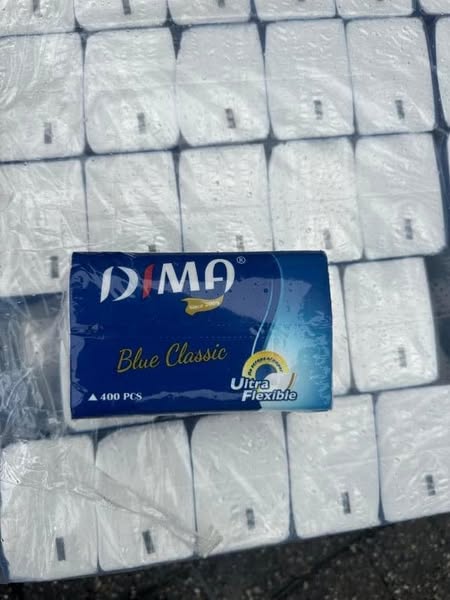 DIMA®
Blue Classic
▲ 400 PCS
Ultra
Flexible